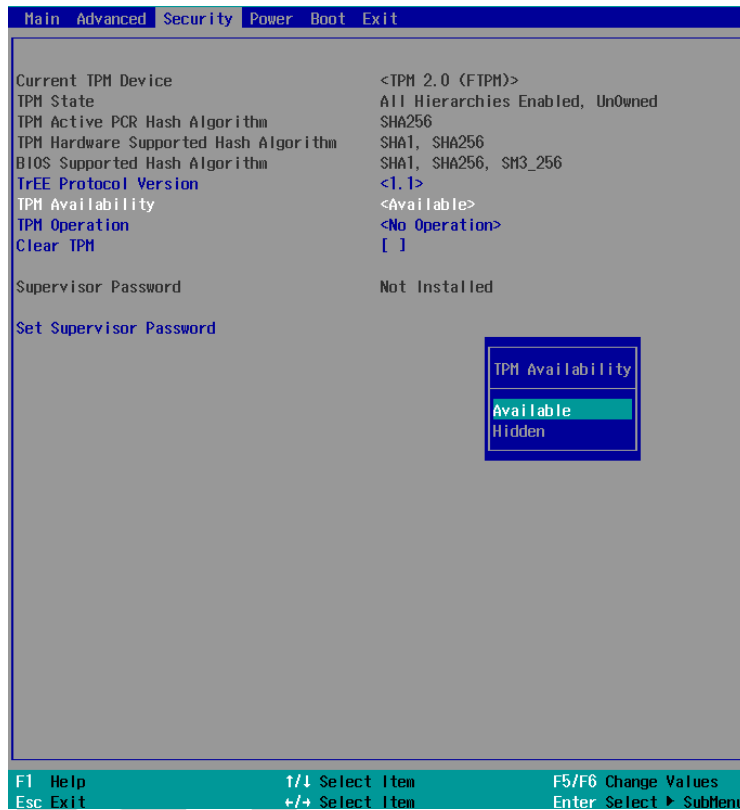 Main Advanced Security Power Boot Exit
Current TPM Device <TPM 2.0 (FTPM)>
TPM State All Hierarchies Enabled, UnOwned
TPM Active PCR Hash Algorithm SHA256
TPM Hardware Supported Hash Algorithm SHA1, SHA256
BIOS Supported Hash Algorithm SHA1, SHA256, SM3_256
TrEE Protocol Version <1.1>
TPM Availability <Available>
TPM Operation <No Operation>
Clear TPM [ ]
Supervisor Password Not Installed
Set Supervisor Password
TPM Availability
Available
Hidden
F1 Help ↑/↓ Select Item F5/F6 Change Values
Esc Exit ←/→ Select Item Enter Select ▶ SubMenu